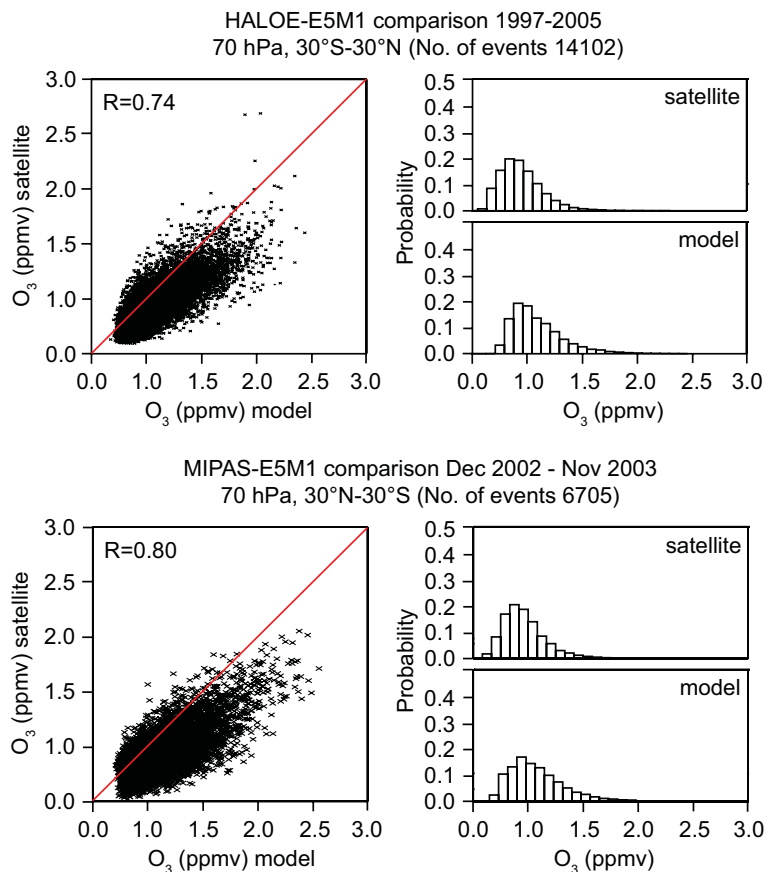 HALOE-E5M1 comparison 1997-2005
70 hPa, 30°S-30°N (No. of events 14102)
R=0.74
O3 (ppmv) satellite
3.0
2.5
2.0
1.5
1.0
0.0
0.0 1.0 1.5 2.0 2.5 3.0
O3 (ppmv) model
Probability
satellite
0.5
0.4
0.3
0.2
0.1
0.0
model
0.5
0.4
0.3
0.2
0.1
0.0
0.0 1.0 1.5 2.0 2.5 3.0
O3 (ppmv)
MIPAS-E5M1 comparison Dec 2002 - Nov 2003
70 hPa, 30°N-30°S (No. of events 6705)
R=0.80
O3 (ppmv) satellite
3.0
2.5
2.0
1.5
1.0
0.0
0.0 1.0 1.5 2.0 2.5 3.0
O3 (ppmv) model
Probability
satellite
0.5
0.4
0.3
0.2
0.1
0.0
model
0.5
0.4
0.3
0.2
0.1
0.0
0.0 1.0 1.5 2.0 2.5 3.0
O3 (ppmv)